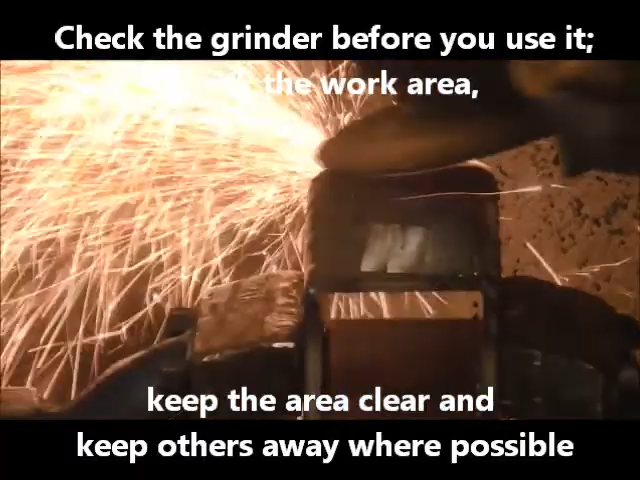 Check the grinder before you use it;
the work area,
keep the area clear and
keep others away where possible